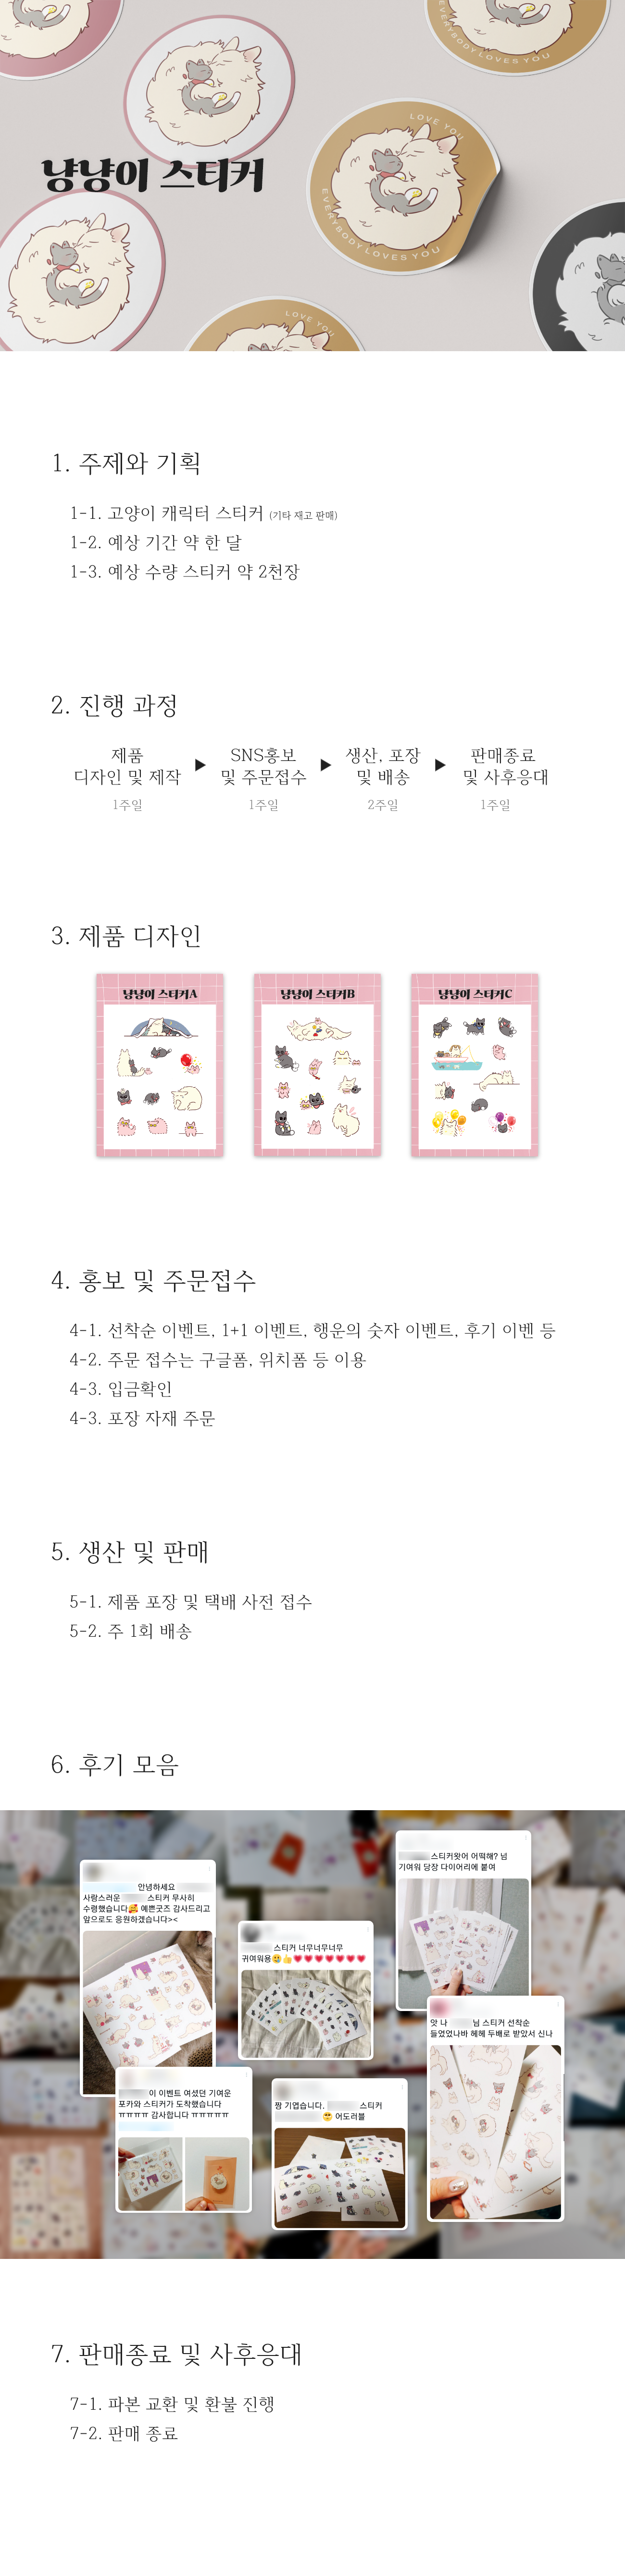 EVERYBODY LOVES YOU
LOVE YOU
냥냥이 스티커
EVERYBODY LOVES YOU
LOVE YOU
1. 주제와 기획
1-1. 고양이 캐릭터 스티커 (기타 재고 판매)
1-2. 예상 기간 약 한 달
1-3. 예상 수량 스티커 약 2천장
2. 진행 과정
제품
디자인 및 제작
1주일
SNS홍보
및 주문접수
1주일
생산, 포장
및 배송
2주일
판매종료
및 사후응대
1주일
3. 제품 디자인
냥냥이 스티커A
냥냥이 스티커B
냥냥이 스티커C
4. 홍보 및 주문접수
4-1. 선착순 이벤트, 1+1 이벤트, 행운의 숫자 이벤트, 후기 이벤 등
4-2. 주문 접수는 구글폼, 위치폼 등 이용
4-3. 입금확인
4-3. 포장 자재 주문
5. 생산 및 판매
5-1. 제품 포장 및 택배 사전 접수
5-2. 주 1회 배송
6. 후기 모음
안녕하세요
사랑스러운 스티커 무사히
수령했습니다🥰 예쁜굿즈 감사드리고
앞으로도 응원하겠습니다><
스티커 너무너무너무
귀여워용🥲👍💗💗💗💗💗💗💗
스티커왓어 어떡해? 넘
기여워 당장 다이어리에 붙여
앗 나 님 스티커 선착순
들었었나바 헤헤 두배로 받았서 신나
이 이벤트 여셨던 기여운
포카와 스티커가 도착했습니다
ㅠㅠㅠㅠ 감사합니다 ㅠㅠㅠㅠㅠ
짱 기엽습니다. 스티커
😍 어도러블
7. 판매종료 및 사후응대
7-1. 파본 교환 및 환불 진행
7-2. 판매 종료